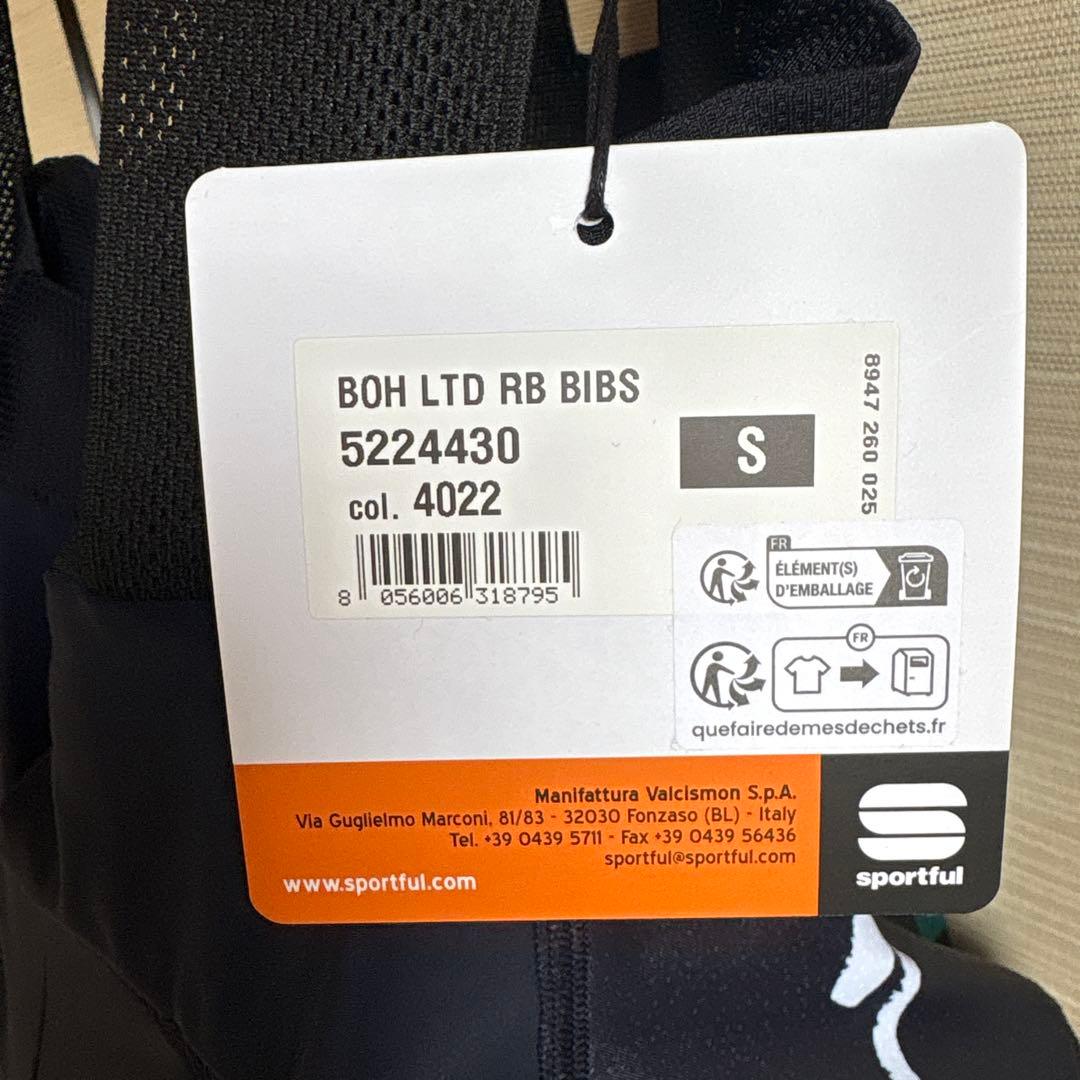 BOH LTD RB BIBS
5224430
col. 4022
S
8947 260 025
8 056006 318795
FR
ÉLÉMENT(S)
D'EMBALLAGE
FR
quefairedemesdechets.fr
Manifattura Valcismon S.p.A.
Via Guglielmo Marconi, 81/83 - 32030 Fonzaso (BL) - Italy
Tel. +39 0439 5711 - Fax +39 0439 56436
sportful@sportful.com
www.sportful.com
sportful